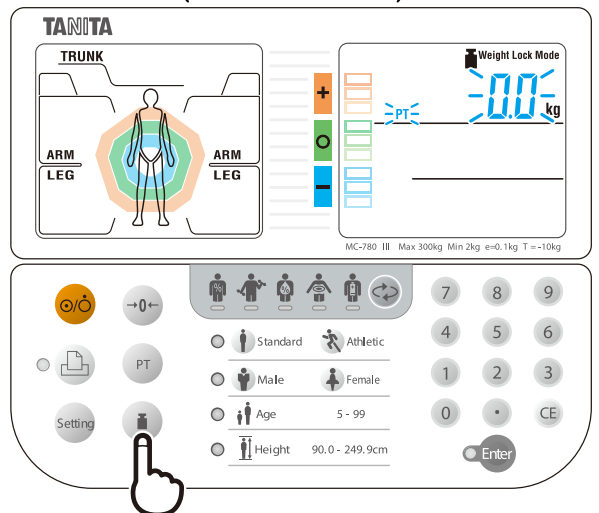 TANITA
TRUNK
ARM
LEG
ARM
LEG
+
O
−
Weight Lock Mode
0.0 kg
PT
MC-780 III Max 300kg Min 2kg e=0.1kg T = -10kg
→0←
PT
Setting
%
Standard Athletic
Male Female
Age 5 - 99
Height 90.0 - 249.9cm
7 8 9
4 5 6
1 2 3
0 • CE
Enter